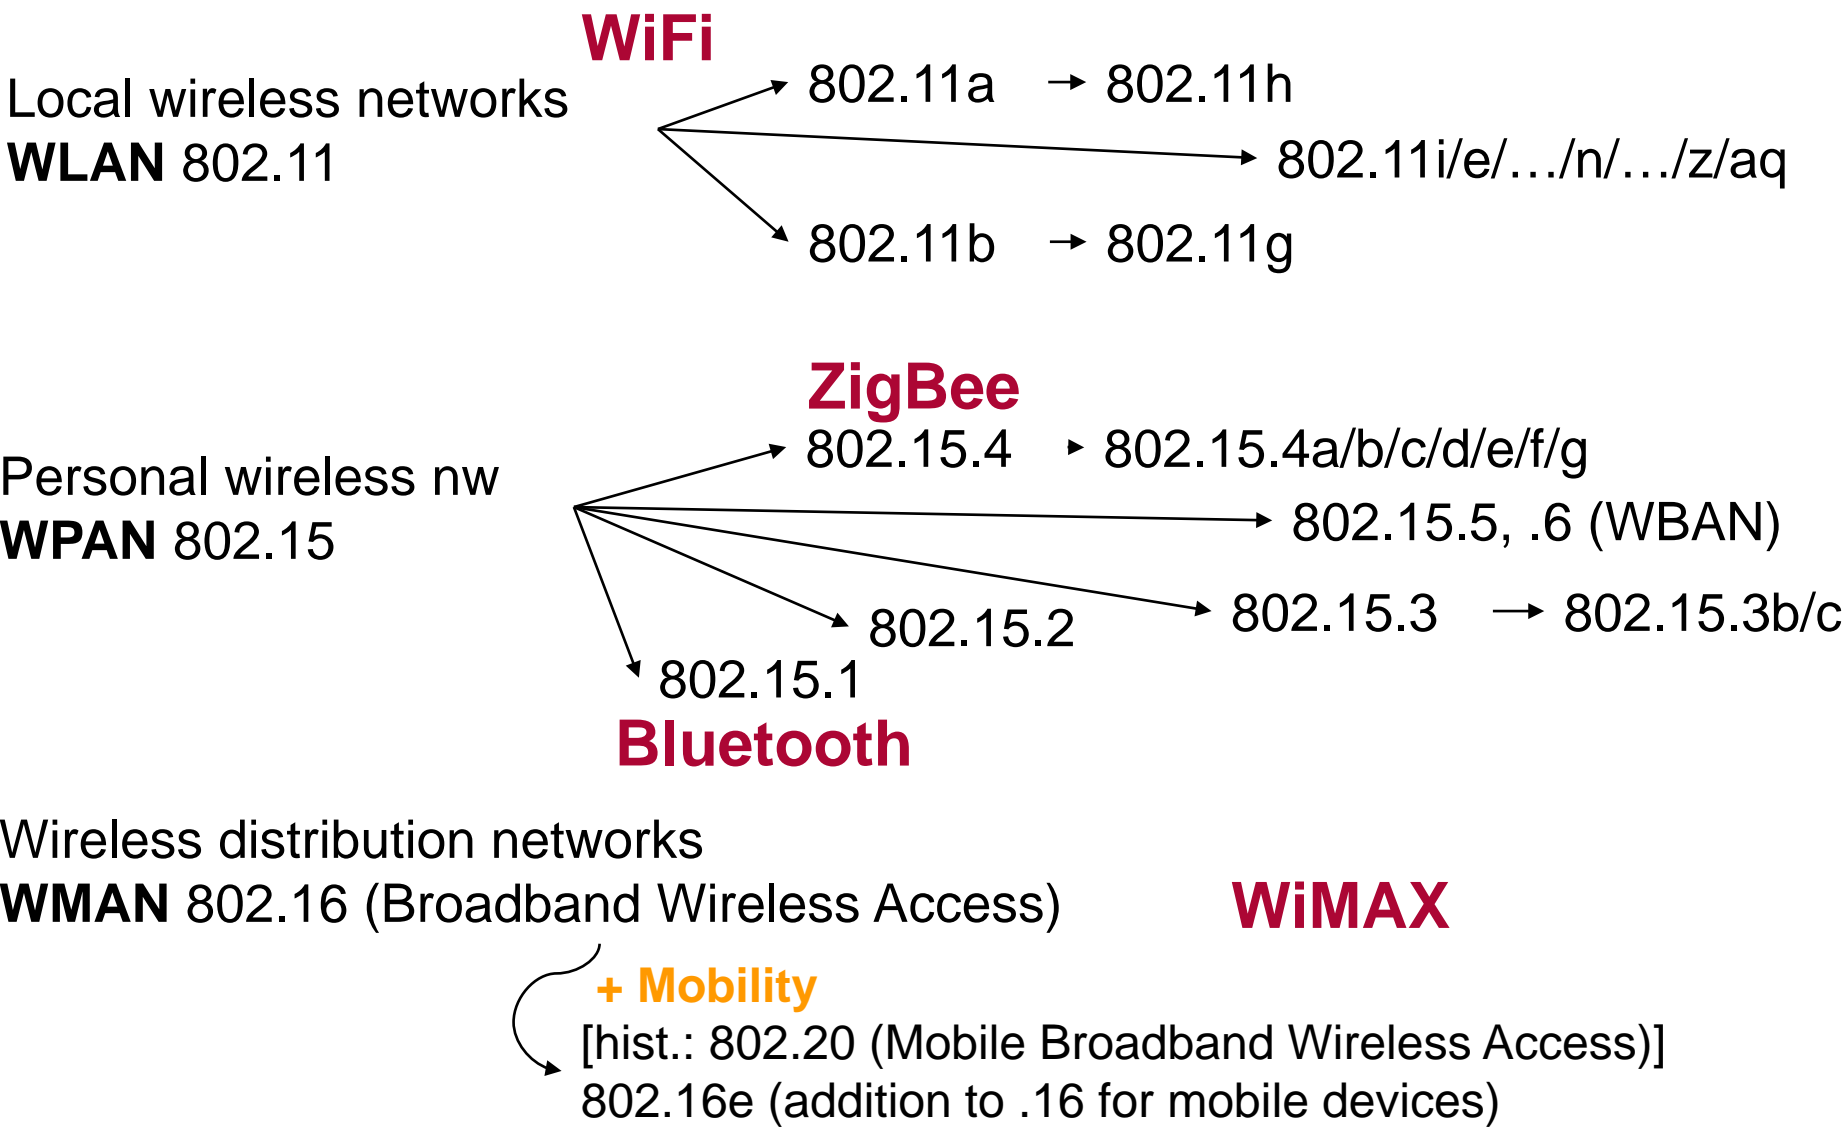 WiFi
Local wireless networks
WLAN 802.11
802.11a
802.11h
802.11i/e/…/n/…/z/aq
802.11b
802.11g
ZigBee
802.15.4
802.15.4a/b/c/d/e/f/g
Personal wireless nw
WPAN 802.15
802.15.5, .6 (WBAN)
802.15.3
802.15.3b/c
802.15.2
802.15.1
Bluetooth
Wireless distribution networks
WMAN 802.16 (Broadband Wireless Access)
WiMAX
+ Mobility
[hist.: 802.20 (Mobile Broadband Wireless Access)]
802.16e (addition to .16 for mobile devices)